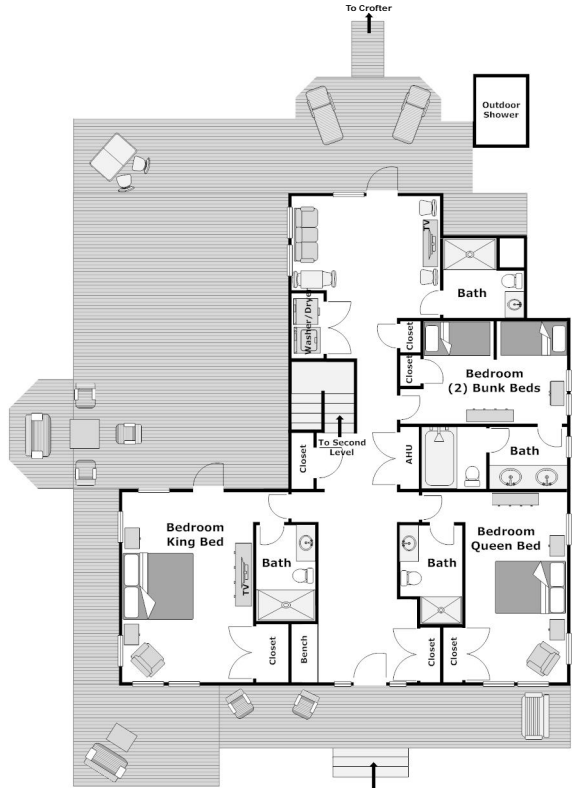 To Crofter
Outdoor
Shower
TV
Bath
Washer/Dryer
Closet
Closet
Bedroom
(2) Bunk Beds
To Second
Level
Closet
AHU
Bath
Bedroom
King Bed
Bath
TV
Bath
Bedroom
Queen Bed
Closet
Bench
Closet
Closet